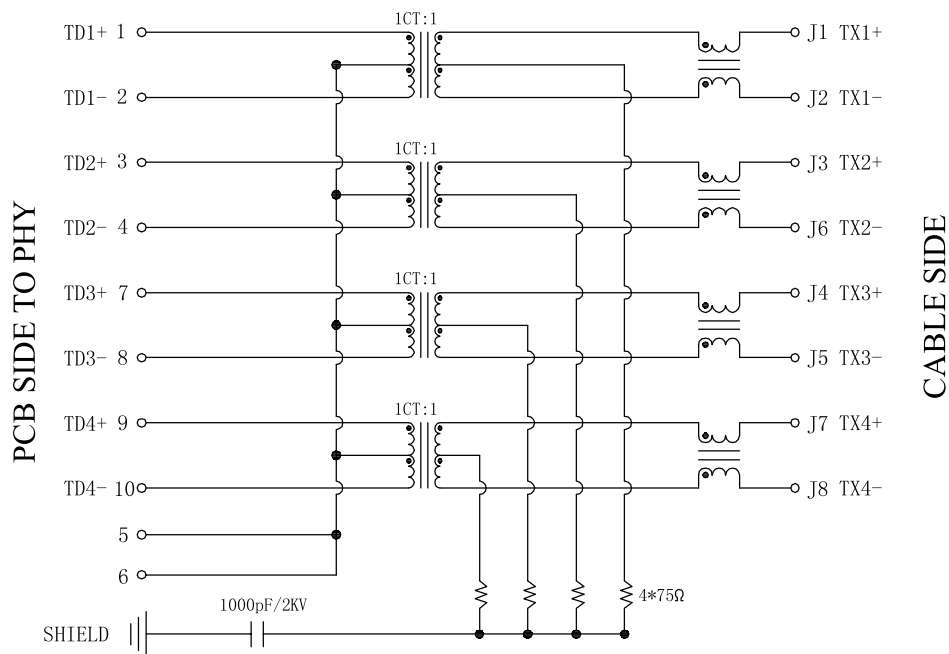 1CT:1
TD1+ 1
J1 TX1+
TD1- 2
J2 TX1-
1CT:1
TD2+ 3
J3 TX2+
TD2- 4
J6 TX2-
1CT:1
TD3+ 7
J4 TX3+
TD3- 8
J5 TX3-
1CT:1
TD4+ 9
J7 TX4+
TD4- 10
J8 TX4-
5
6
1000pF/2KV
4*75Ω
SHIELD
PCB SIDE TO PHY
CABLE SIDE